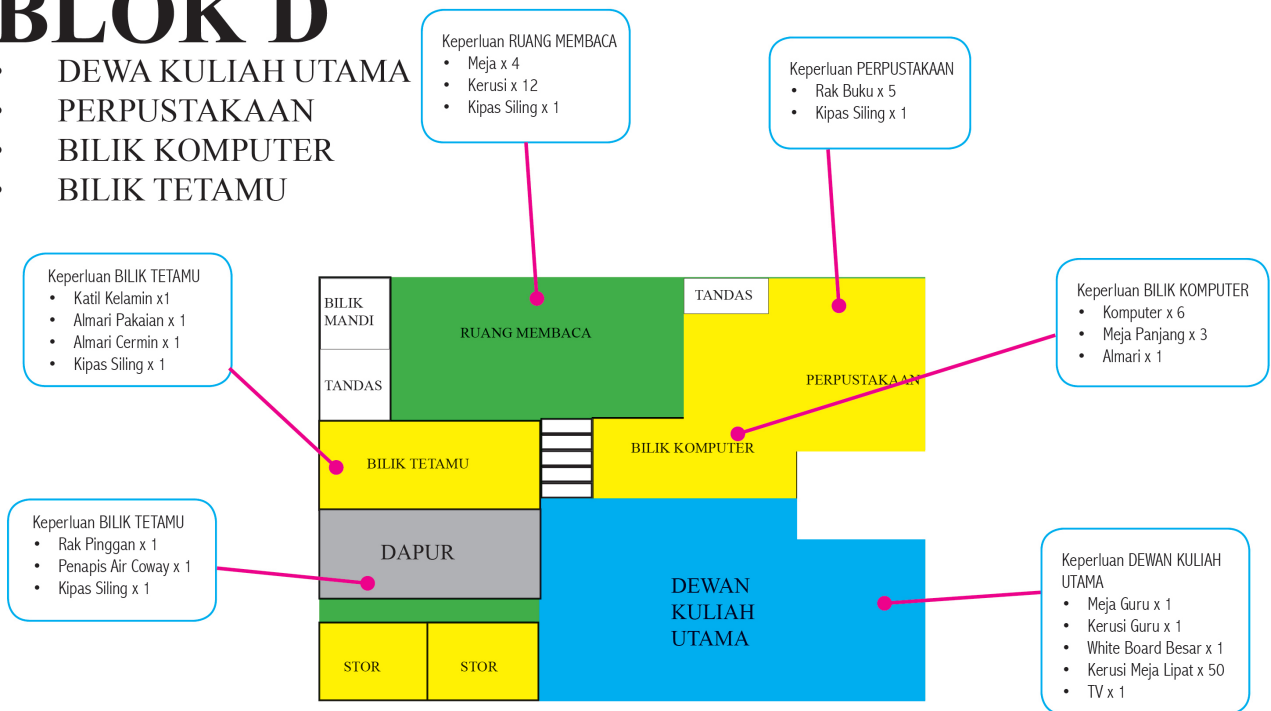 BLOK D
• DEWA KULIAH UTAMA
• PERPUSTAKAAN
• BILIK KOMPUTER
• BILIK TETAMU
Keperluan RUANG MEMBACA
• Meja x 4
• Kerusi x 12
• Kipas Siling x 1
Keperluan PERPUSTAKAAN
• Rak Buku x 5
• Kipas Siling x 1
Keperluan BILIK TETAMU
• Katil Kelamin x1
• Almari Pakaian x 1
• Almari Cermin x 1
• Kipas Siling x 1
Keperluan BILIK KOMPUTER
• Komputer x 6
• Meja Panjang x 3
• Almari x 1
BILIK
MANDI
TANDAS
RUANG MEMBACA
TANDAS
PERPUSTAKAAN
BILIK TETAMU
BILIK KOMPUTER
Keperluan BILIK TETAMU
• Rak Pinggan x 1
• Penapis Air Coway x 1
• Kipas Siling x 1
DAPUR
DEWAN
KULIAH
UTAMA
STOR
STOR
Keperluan DEWAN KULIAH
UTAMA
• Meja Guru x 1
• Kerusi Guru x 1
• White Board Besar x 1
• Kerusi Meja Lipat x 50
• TV x 1